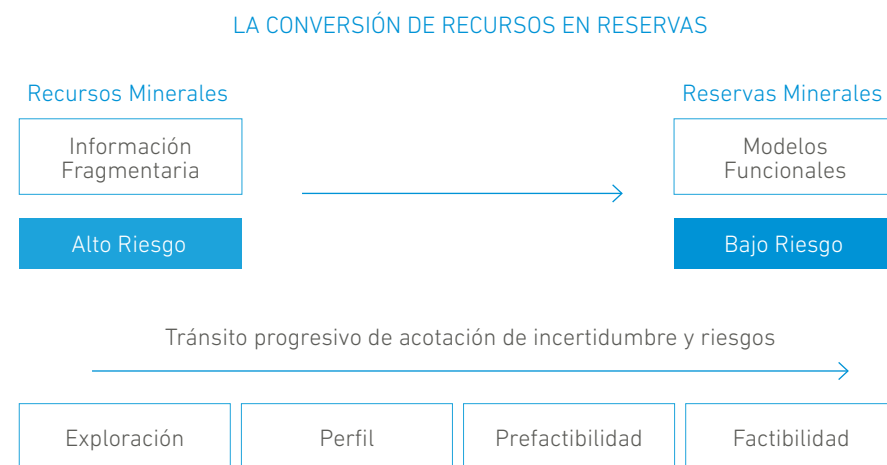 LA CONVERSIÓN DE RECURSOS EN RESERVAS
Recursos Minerales
Reservas Minerales
Información
Fragmentaria
Modelos
Funcionales
Alto Riesgo
Bajo Riesgo
Tránsito progresivo de acotación de incertidumbre y riesgos
Exploración
Perfil
Prefactibilidad
Factibilidad